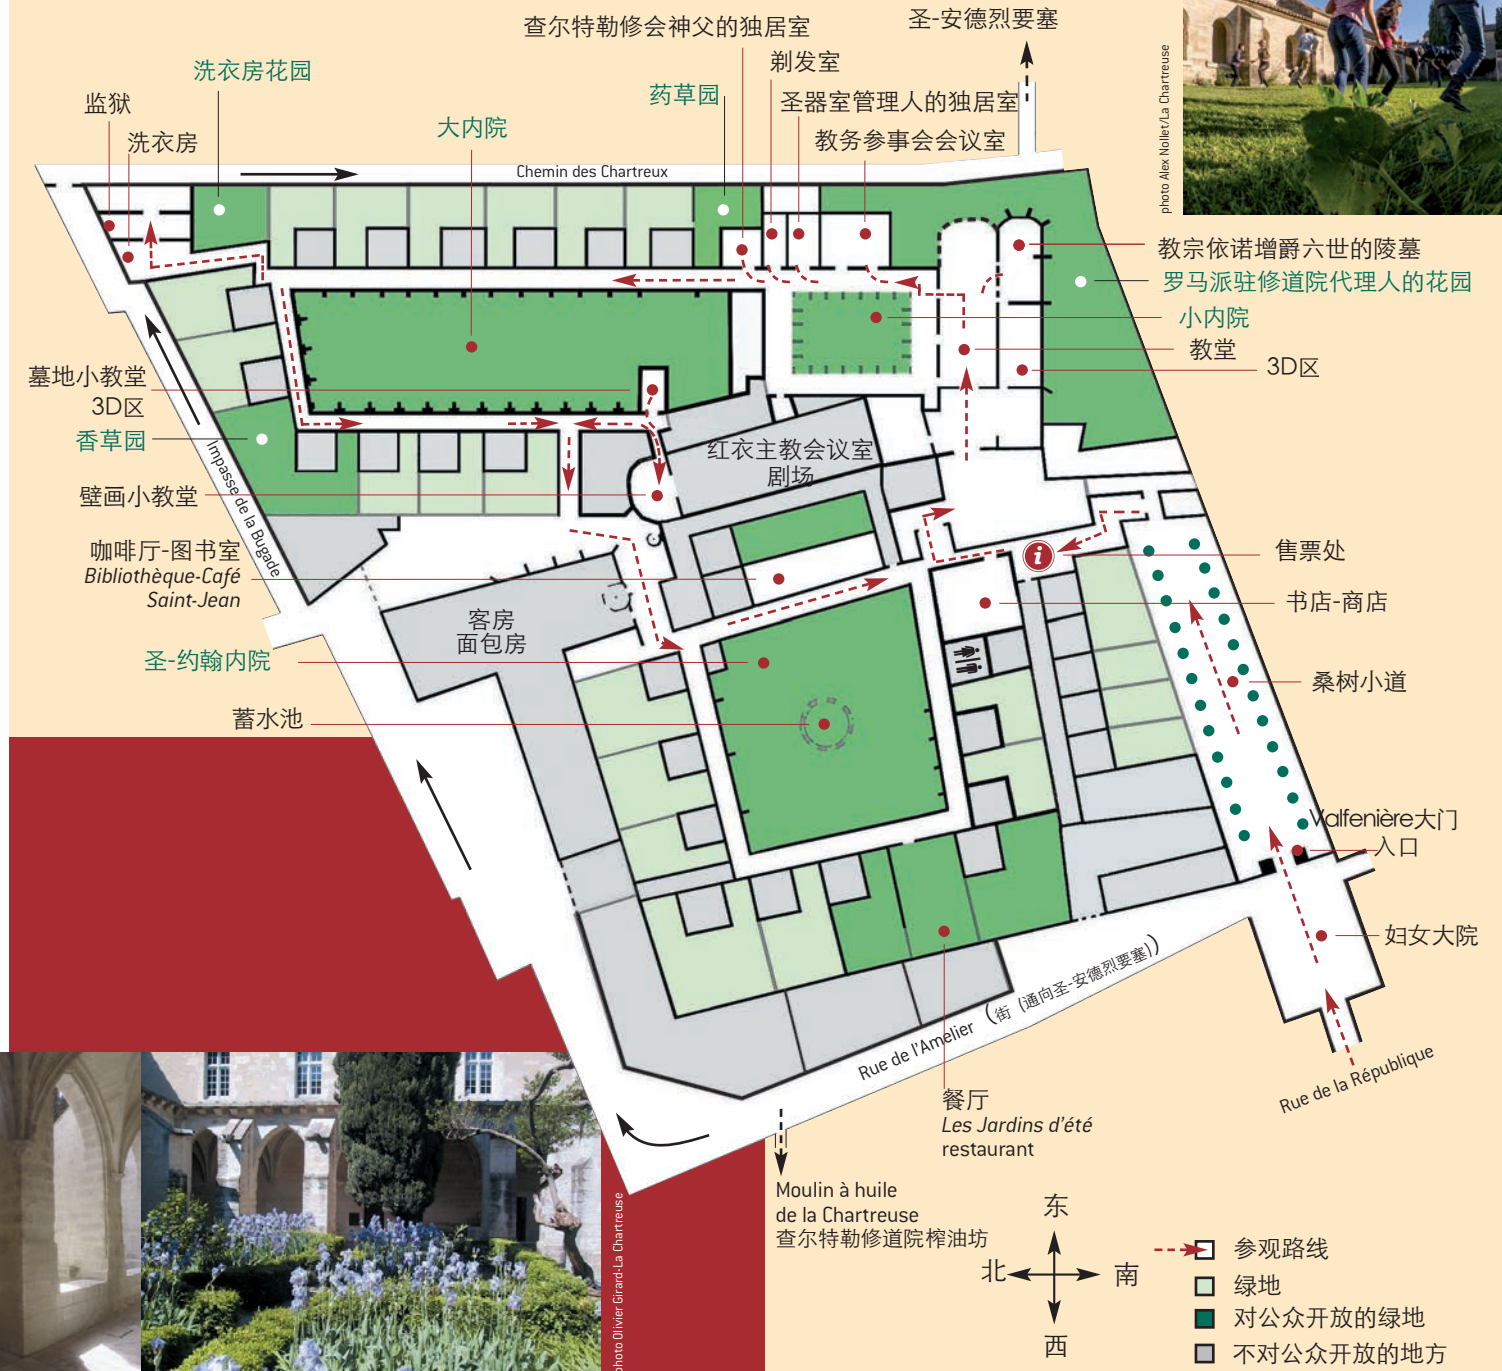 查尔特勒修会神父的独居室
圣-安德烈要塞
剃发室
洗衣房花园
药草园
圣器室管理人的独居室
监狱
大内院
教务参事会会议室
洗衣房
Chemin des Chartreux
photo Alex Nollet/La Chartreuse
教宗依诺增爵六世的陵墓
罗马派驻修道院代理人的花园
小内院
教堂
3D区
墓地小教堂
3D区
香草园
红衣主教会议室
剧场
壁画小教堂
Impasse de la Bugade
咖啡厅-图书室
Bibliothèque-Café
Saint-Jean
i
售票处
书店-商店
客房
面包房
圣-约翰内院
桑树小道
蓄水池
Valfenière大门
入口
妇女大院
Rue de l'Amelier（街（通向圣-安德烈要塞））
Rue de la République
餐厅
Les Jardins d'été
restaurant
Moulin à huile
de la Chartreuse
查尔特勒修道院榨油坊
东
北
南
西
参观路线
绿地
对公众开放的绿地
不对公众开放的地方
photo Olivier Girard-La Chartreuse